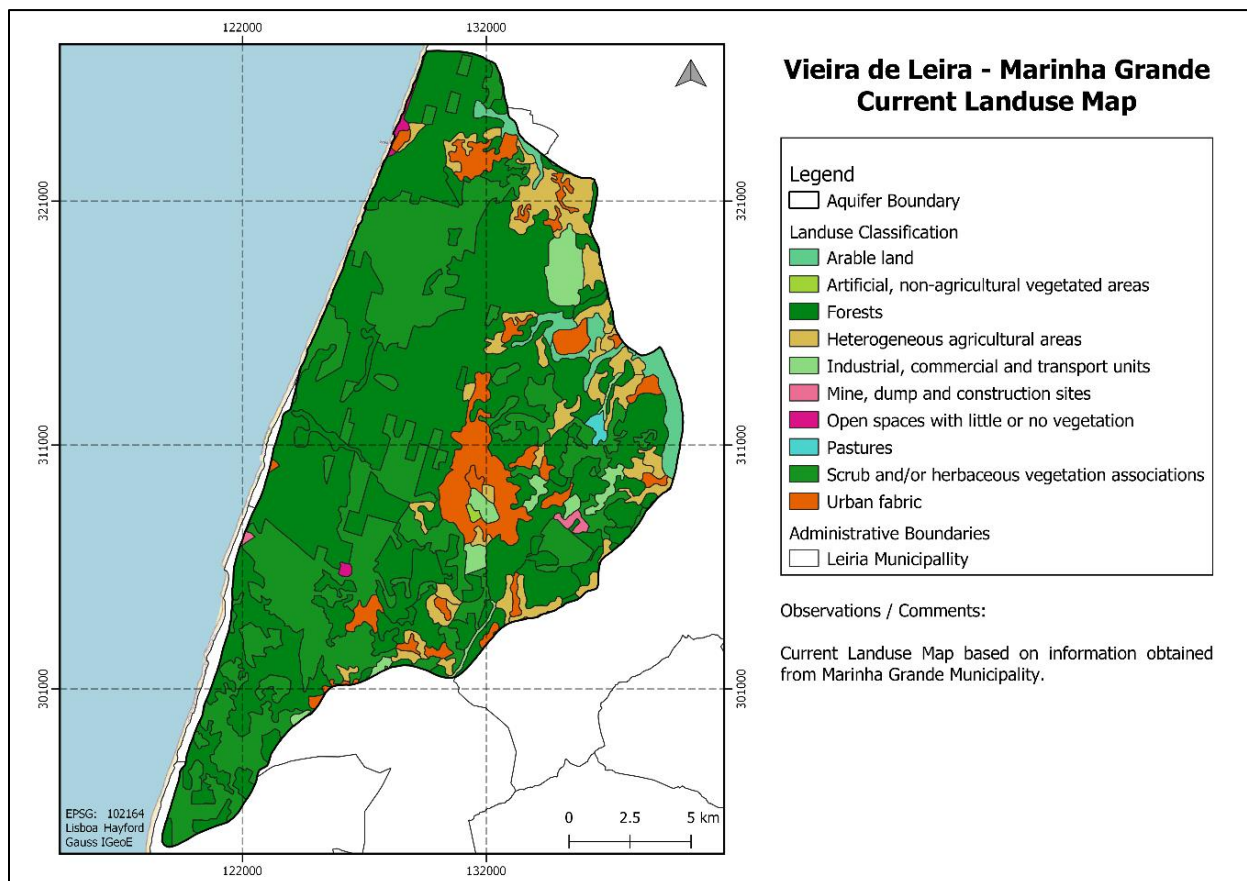 122000
132000
321000
321000
311000
311000
301000
301000
122000
132000
EPSG: 102164
Lisboa Hayford
Gauss IGeoE
0 2.5 5 km
Vieira de Leira - Marinha Grande
Current Landuse Map
Legend
Aquifer Boundary
Landuse Classification
Arable land
Artificial, non-agricultural vegetated areas
Forests
Heterogeneous agricultural areas
Industrial, commercial and transport units
Mine, dump and construction sites
Open spaces with little or no vegetation
Pastures
Scrub and/or herbaceous vegetation associations
Urban fabric
Administrative Boundaries
Leiria Municipallity
Observations / Comments:
Current Landuse Map based on information obtained
from Marinha Grande Municipality.